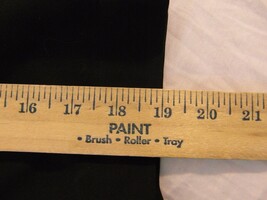 16 17 18 19 20 21
PAINT
• Brush • Roller • Tray